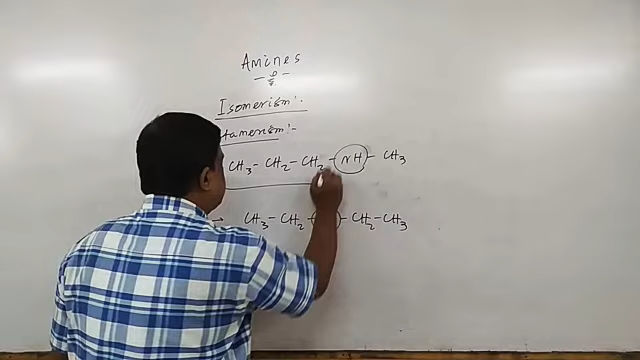 Amines
Isomerism:
tamerism:-
CH3-CH2-CH2-NH-CH3
→ CH3-CH2- -CH2-CH3